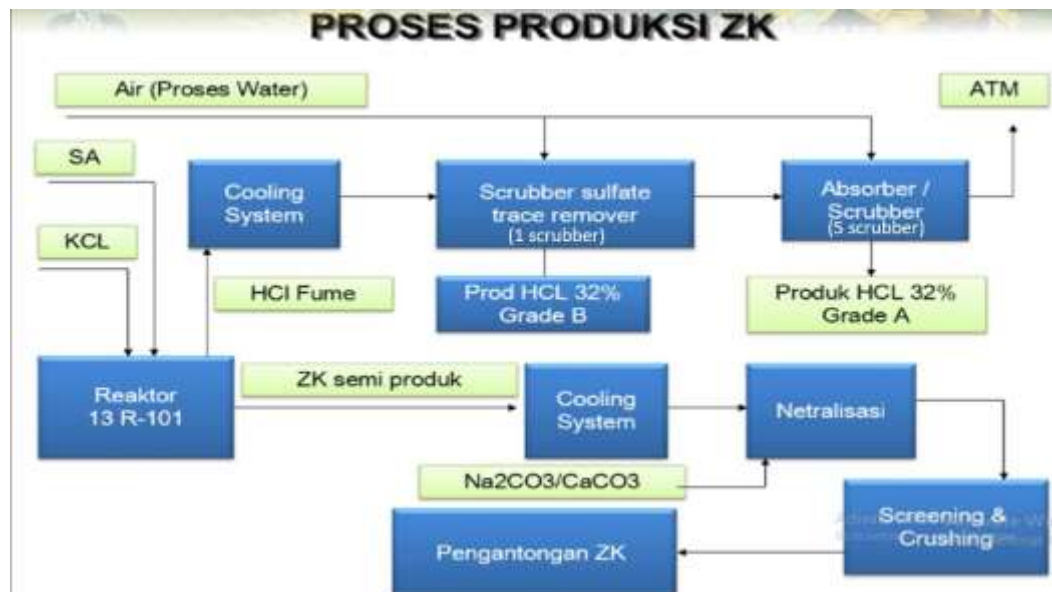 PROSES PRODUKSI ZK
Air (Proses Water)
ATM
SA
Cooling
System
Scrubber sulfate
trace remover
(1 scrubber)
Absorber /
Scrubber
(5 scrubber)
KCL
HCl Fume
Prod HCL 32%
Grade B
Produk HCL 32%
Grade A
Reaktor
13 R-101
ZK semi produk
Cooling
System
Netralisasi
Na2CO3/CaCO3
Screening &
Crushing
Pengantongan ZK